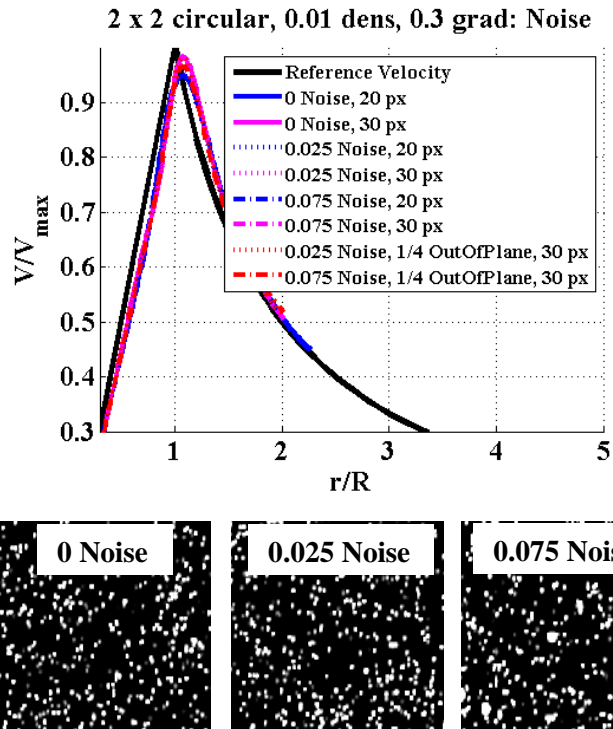 2 x 2 circular, 0.01 dens, 0.3 grad: Noise
V/Vmax
0.9
0.8
0.7
0.6
0.5
0.4
0.3
Reference Velocity
0 Noise, 20 px
0 Noise, 30 px
0.025 Noise, 20 px
0.025 Noise, 30 px
0.075 Noise, 20 px
0.075 Noise, 30 px
0.025 Noise, 1/4 OutOfPlane, 30 px
0.075 Noise, 1/4 OutOfPlane, 30 px
1 2 3 4 5
r/R
0 Noise
0.025 Noise
0.075 Nois